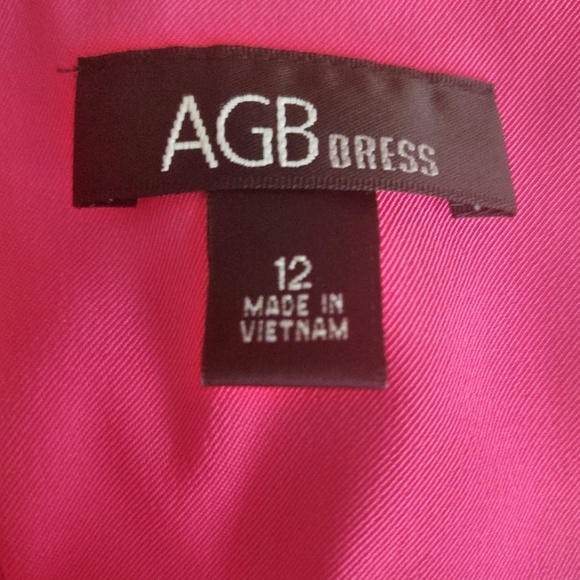 AGB DRESS
12
MADE IN
VIETNAM